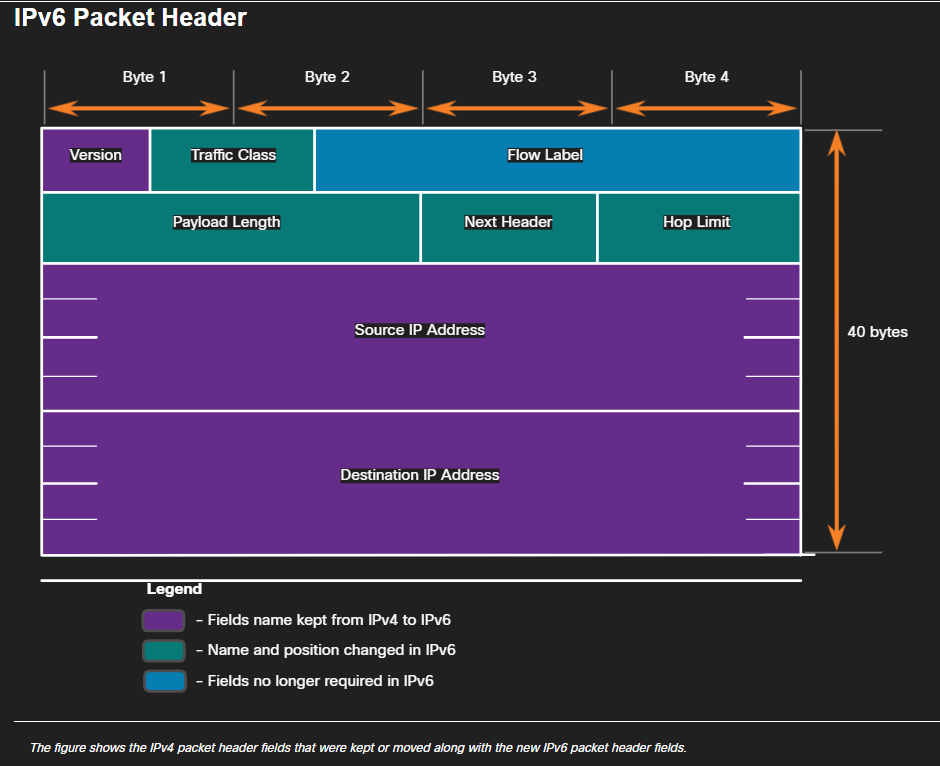 IPv6 Packet Header
Byte 1 Byte 2 Byte 3 Byte 4
Version Traffic Class Flow Label
Payload Length Next Header Hop Limit
Source IP Address
40 bytes
Destination IP Address
Legend
– Fields name kept from IPv4 to IPv6
– Name and position changed in IPv6
– Fields no longer required in IPv6
The figure shows the IPv4 packet header fields that were kept or moved along with the new IPv6 packet header fields.